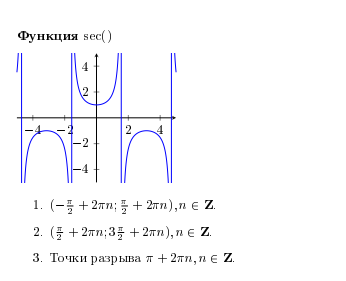 Функция sec()
4
2
−4 −2 2 4
−2
−4
1. (−π/2 + 2πn; π/2 + 2πn), n ∈ Z.
2. (π/2 + 2πn; 3π/2 + 2πn), n ∈ Z.
3. Точки разрыва π + 2πn, n ∈ Z.